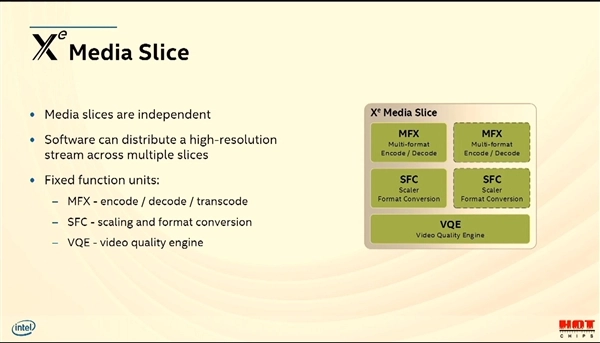 Xe Media Slice
• Media slices are independent
• Software can distribute a high-resolution
stream across multiple slices
• Fixed function units:
– MFX - encode / decode / transcode
– SFC - scaling and format conversion
– VQE - video quality engine
Xe Media Slice
MFX
Multi-format
Encode / Decode
MFX
Multi-format
Encode / Decode
SFC
Scaler
Format Conversion
SFC
Scaler
Format Conversion
VQE
Video Quality Engine
intel
HOT
CHIPS